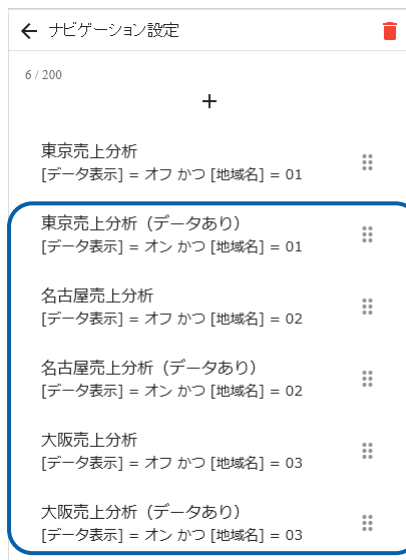 ナビゲーション設定
6 / 200
+
東京売上分析
[データ表示] = オフ かつ [地域名] = 01
東京売上分析（データあり）
[データ表示] = オン かつ [地域名] = 01
名古屋売上分析
[データ表示] = オフ かつ [地域名] = 02
名古屋売上分析（データあり）
[データ表示] = オン かつ [地域名] = 02
大阪売上分析
[データ表示] = オフ かつ [地域名] = 03
大阪売上分析（データあり）
[データ表示] = オン かつ [地域名] = 03